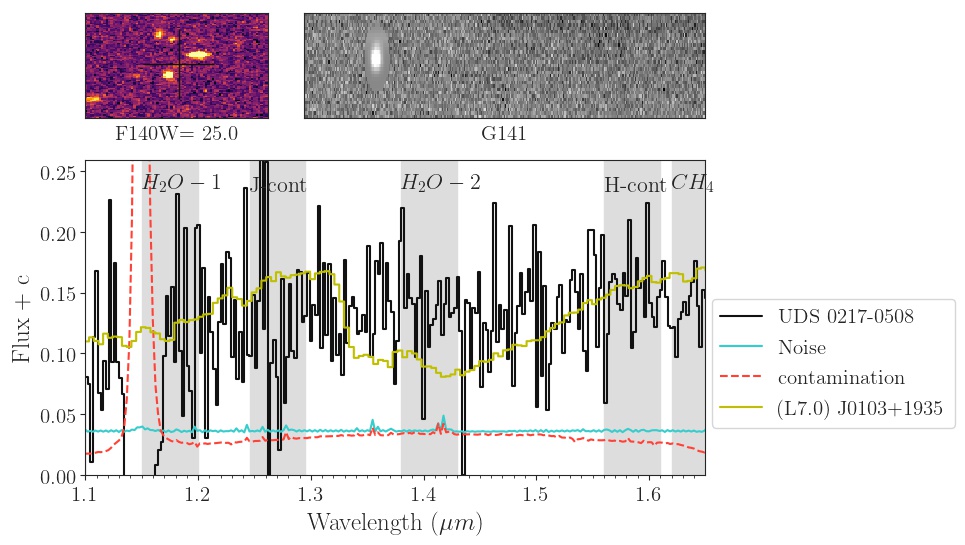 F140W= 25.0
G141
Flux + c
0.25
0.20
0.15
0.10
0.05
0.00
H₂O − 1
J-cont
H₂O − 2
H-cont
CH₄
1.1
1.2
1.3
1.4
1.5
1.6
Wavelength (μm)
UDS 0217-0508
Noise
contamination
(L7.0) J0103+1935